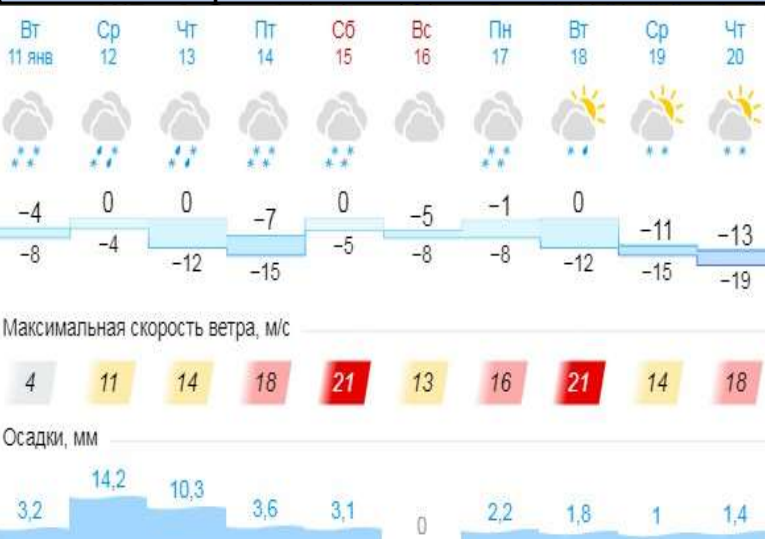 Вт Ср Чт Пт Сб Вс Пн Вт Ср Чт
11 янв 12 13 14 15 16 17 18 19 20
−4 0 0 −7 0 −5 −1 0 −11 −13
−8 −4 −12 −15 −5 −8 −8 −12 −15 −19
Максимальная скорость ветра, м/с
4 11 14 18 21 13 16 21 14 18
Осадки, мм
3,2 14,2 10,3 3,6 3,1 0 2,2 1,8 1 1,4